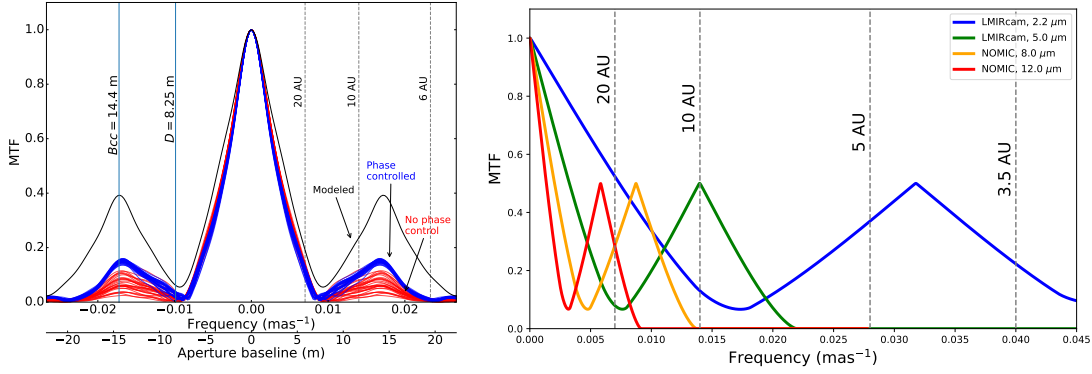 1.0
0.8
0.6
0.4
0.2
0.0
MTF
Bcc = 14.4 m
D = 8.25 m
20 AU
10 AU
6 AU
Modeled
Phase
controlled
No phase
control
−0.02 −0.01 0.00 0.01 0.02
Frequency (mas⁻¹)
−20 −15 −10 −5 0 5 10 15 20
Aperture baseline (m)
1.0
0.8
0.6
0.4
0.2
0.0
MTF
20 AU
10 AU
5 AU
3.5 AU
LMIRcam, 2.2 μm
LMIRcam, 5.0 μm
NOMIC, 8.0 μm
NOMIC, 12.0 μm
0.000 0.005 0.010 0.015 0.020 0.025 0.030 0.035 0.040 0.045
Frequency (mas⁻¹)